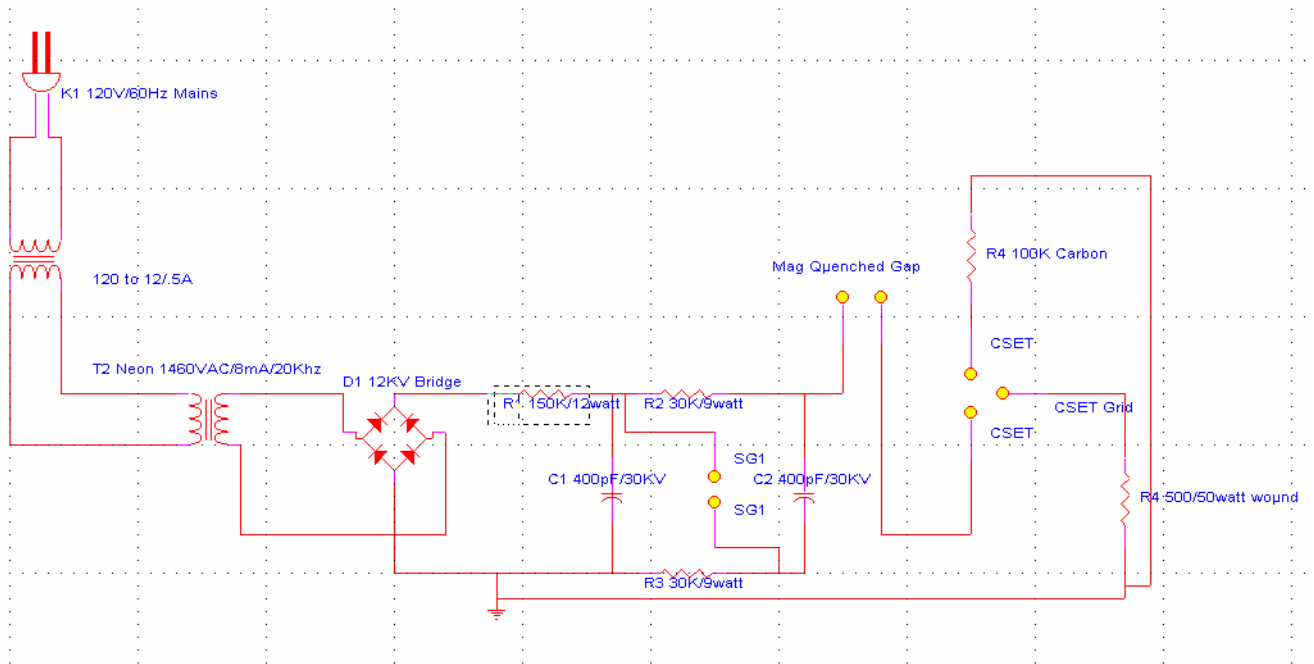 K1 120V/60Hz Mains
120 to 12/.5A
T2 Neon 1460VAC/8mA/20Khz
D1 12KV Bridge
R1 150K/12watt
R2 30K/9watt
Mag Quenched Gap
R4 100K Carbon
CSET
CSET Grid
CSET
SG1
C1 400pF/30KV
C2 400pF/30KV
SG1
R4 500/50watt wound
R3 30K/9watt